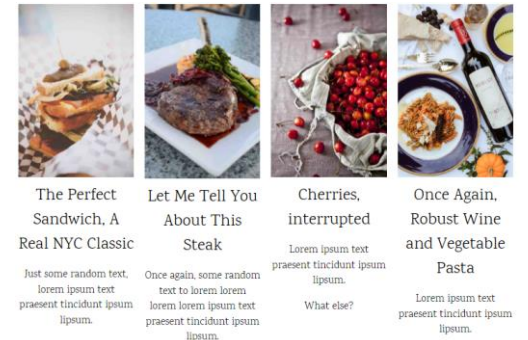 The Perfect
Sandwich, A
Real NYC Classic
Just some random text,
lorem ipsum text
praesent tincidunt ipsum
lipsum.
Let Me Tell You
About This
Steak
Once again, some random
text to lorem lorem
lorem lorem ipsum text
praesent tincidunt ipsum
lipsum.
Cherries,
interrupted
Lorem ipsum text
praesent tincidunt ipsum
lipsum.
What else?
Once Again,
Robust Wine
and Vegetable
Pasta
Lorem ipsum text
praesent tincidunt ipsum
lipsum.